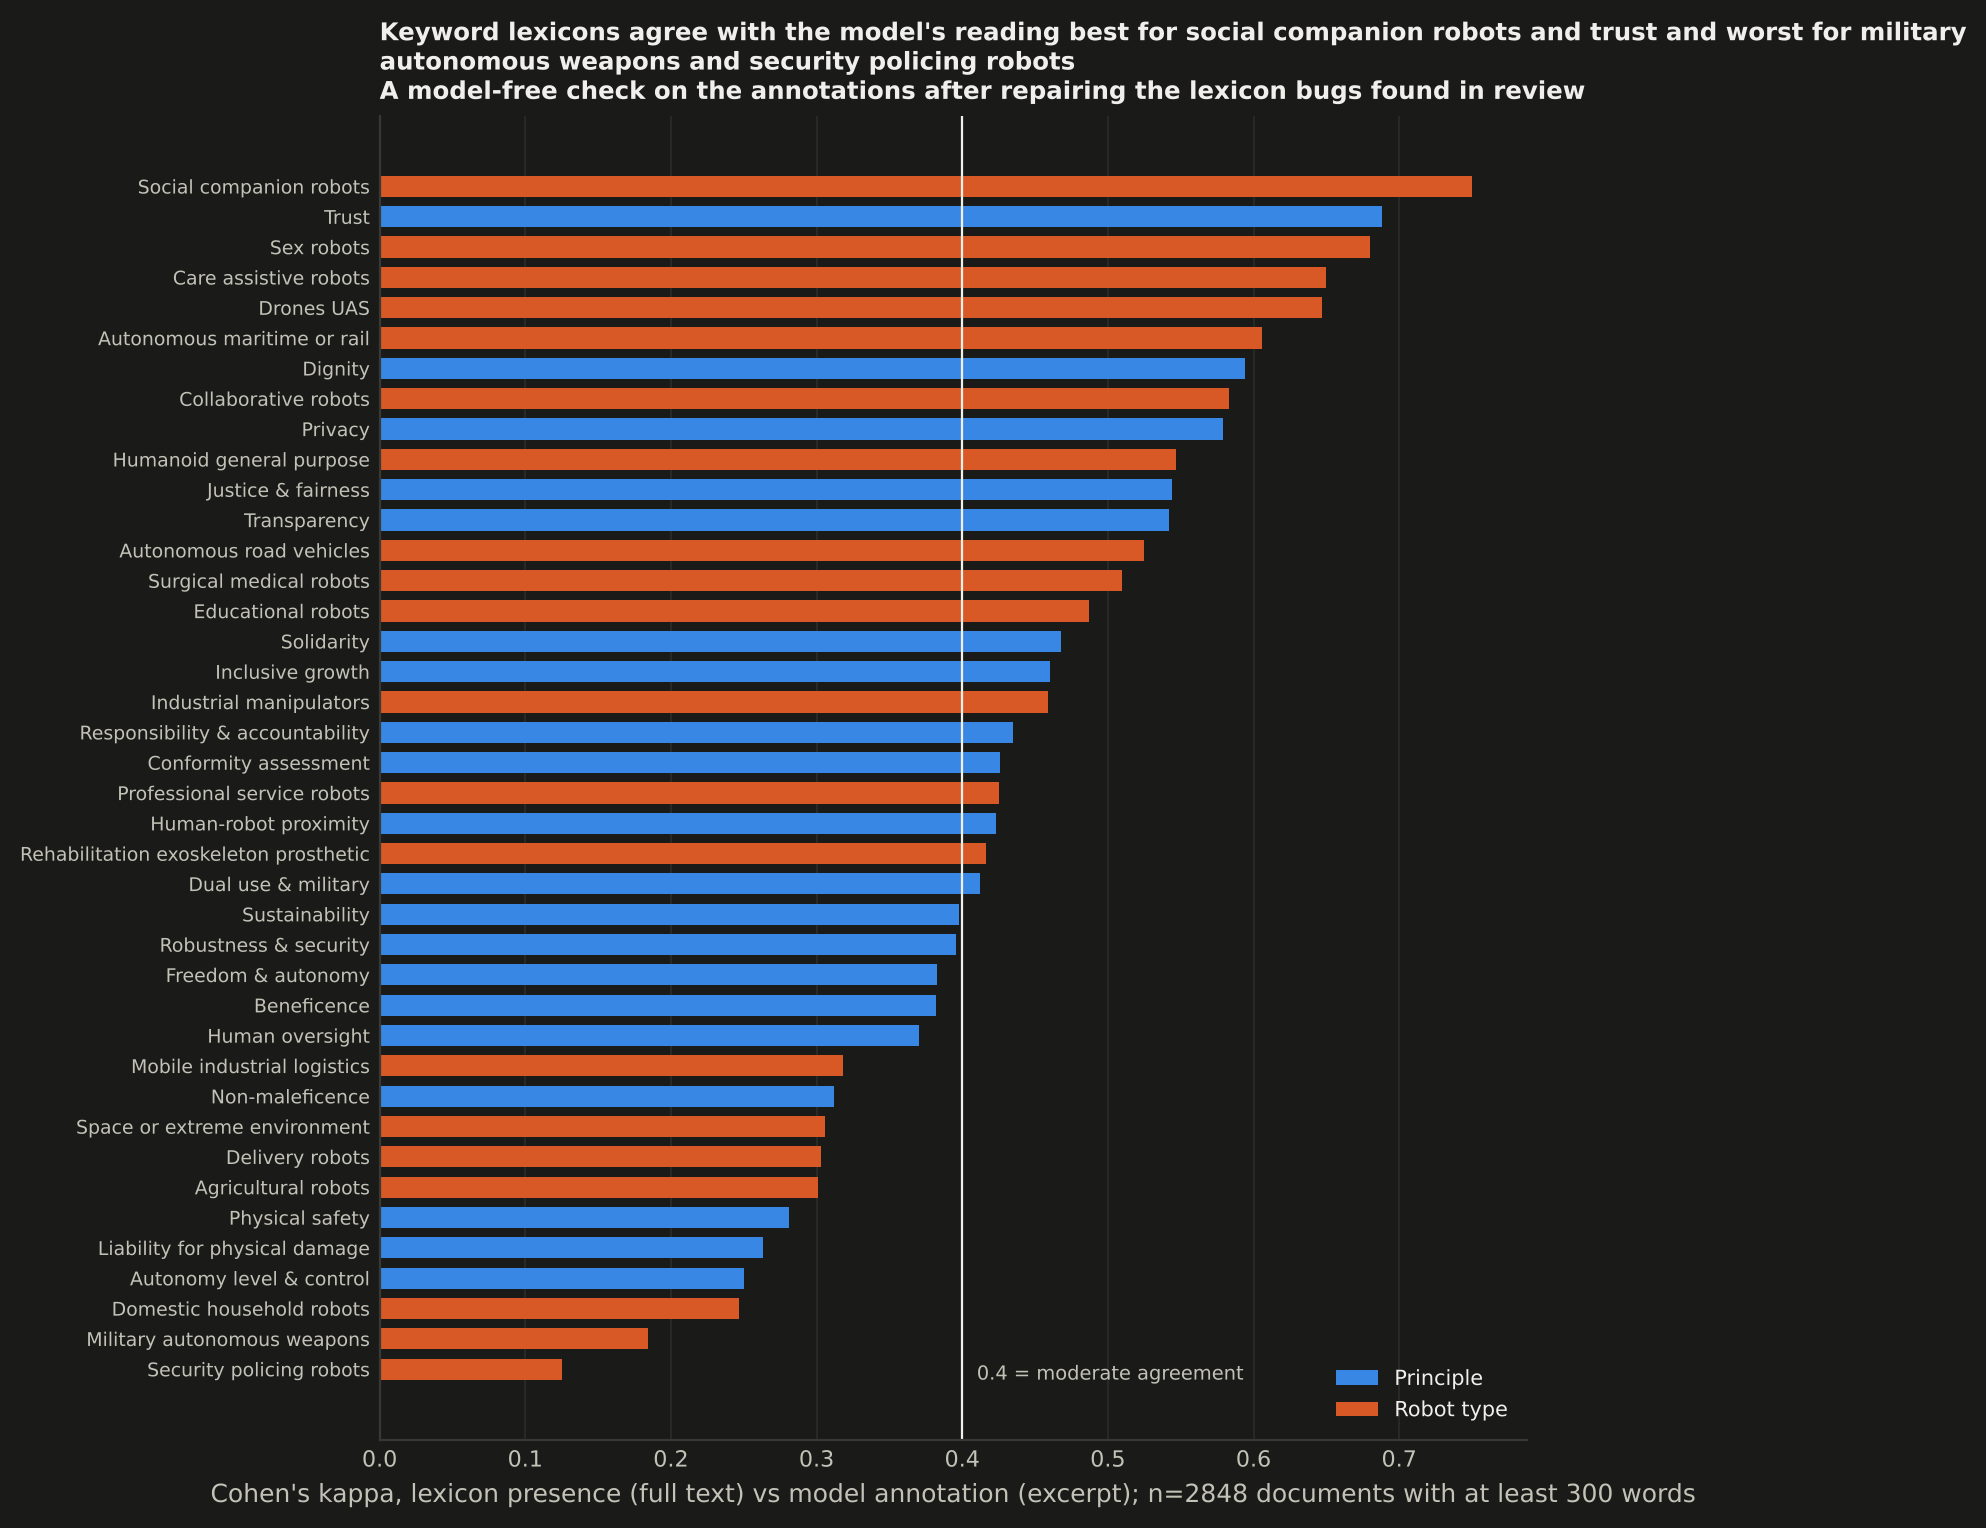 Keyword lexicons agree with the model's reading best for social companion robots and trust and worst for military
autonomous weapons and security policing robots
A model-free check on the annotations after repairing the lexicon bugs found in review
Social companion robots
Trust
Sex robots
Care assistive robots
Drones UAS
Autonomous maritime or rail
Dignity
Collaborative robots
Privacy
Humanoid general purpose
Justice & fairness
Transparency
Autonomous road vehicles
Surgical medical robots
Educational robots
Solidarity
Inclusive growth
Industrial manipulators
Responsibility & accountability
Conformity assessment
Professional service robots
Human-robot proximity
Rehabilitation exoskeleton prosthetic
Dual use & military
Sustainability
Robustness & security
Freedom & autonomy
Beneficence
Human oversight
Mobile industrial logistics
Non-maleficence
Space or extreme environment
Delivery robots
Agricultural robots
Physical safety
Liability for physical damage
Autonomy level & control
Domestic household robots
Military autonomous weapons
Security policing robots
0.4 = moderate agreement
Principle
Robot type
0.0 0.1 0.2 0.3 0.4 0.5 0.6 0.7
Cohen's kappa, lexicon presence (full text) vs model annotation (excerpt); n=2848 documents with at least 300 words